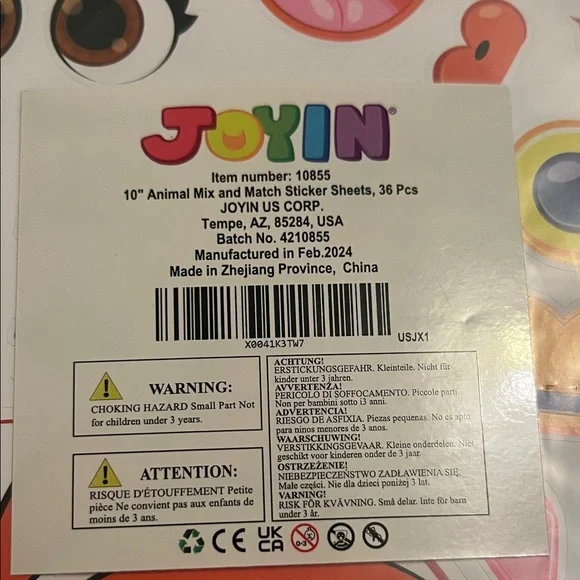 JOYIN®
Item number: 10855
10" Animal Mix and Match Sticker Sheets, 36 Pcs
JOYIN US CORP.
Tempe, AZ, 85284, USA
Batch No. 4210855
Manufactured in Feb.2024
Made in Zhejiang Province, China
X0041K3TW7
USJX1
WARNING:
CHOKING HAZARD Small Part Not
for children under 3 years.
ATTENTION:
RISQUE D'ÉTOUFFEMENT Petite
pièce Ne convient pas aux enfants de
moins de 3 ans.
ACHTUNG!
ERSTICKUNGSGEFAHR. Kleinteile. Nicht für
kinder unter 3 jahren.
AVVERTENZA!
PERICOLO DI SOFFOCAMENTO. Piccole parti.
Non per bambini sotto i3 anni.
ADVERTENCIA!
RIESGO DE ASFIXIA. Piezas pequenas. No es apto
para ninos menores de 3 anos.
WAARSCHUWING!
VERSTIKKINGSGEVAAR. Kleine onderdelen. Niet
geschikt voor kinderen onder de 3 jaar.
OSTRZEŻENIE!
NIEBEZPIECZEŃSTWO ZADŁAWIENIA SIĘ.
Małe części. Nie dla dzieci poniżej 3 lat.
VARNING!
RISK FÖR KVÄVNING. Små delar. Inte för barn
under 3 år.
CE
UK
CA
0-3